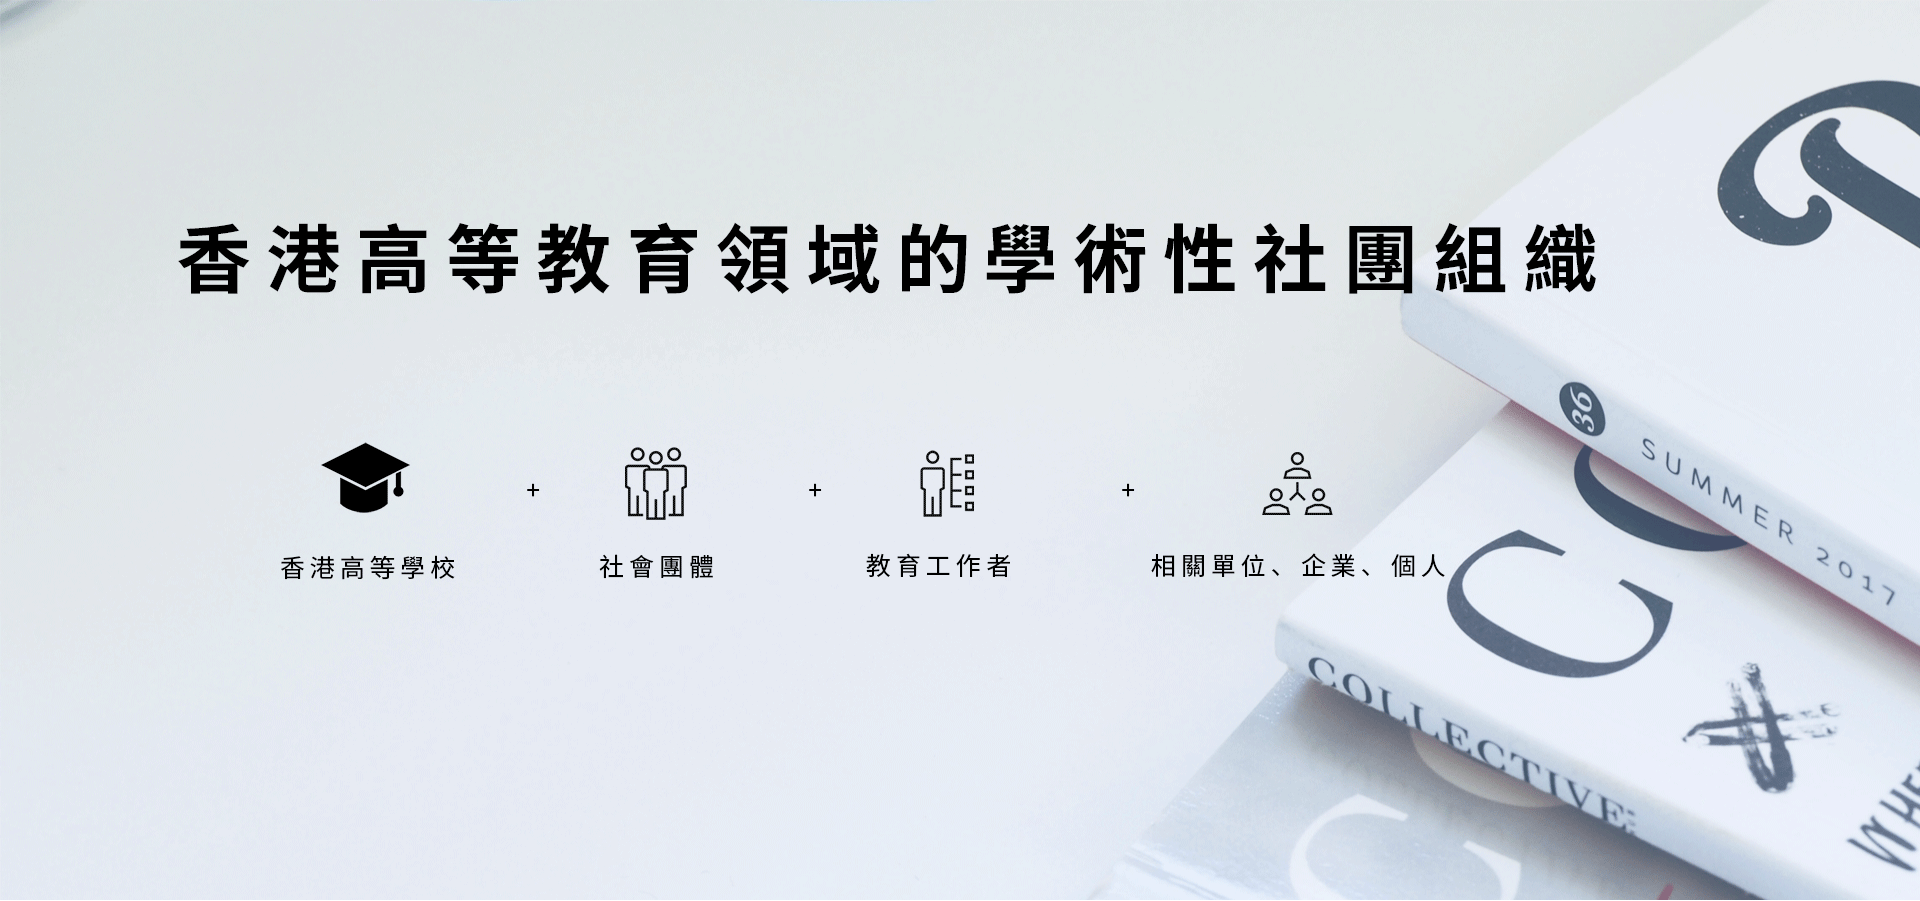 香港高等教育領域的學術性社團組織
+
+
+
香港高等學校
社會團體
教育工作者
相關單位、企業、個人
36
SUMMER 2017
COLLECTIVE